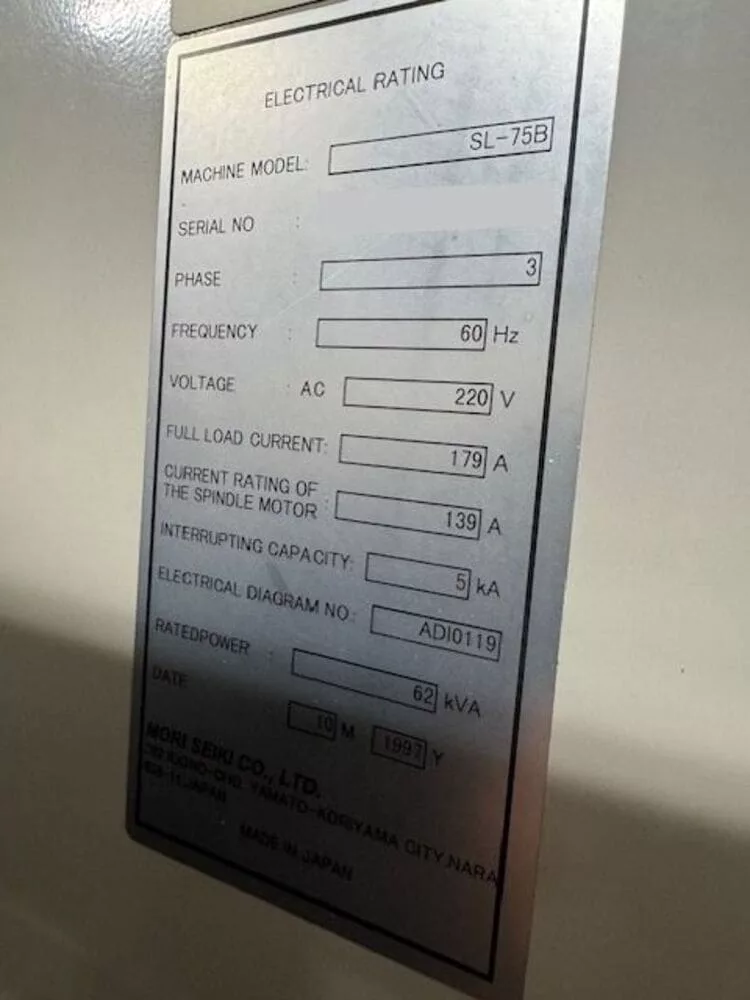 ELECTRICAL RATING
MACHINE MODEL: SL-75B
SERIAL NO :
PHASE : 3
FREQUENCY : 60 Hz
VOLTAGE : AC 220 V
FULL LOAD CURRENT: 179 A
CURRENT RATING OF
THE SPINDLE MOTOR : 139 A
INTERRUPTING CAPACITY: 5 kA
ELECTRICAL DIAGRAM NO.: ADI0119
RATEDPOWER : 62 kVA
DATE 10 M 1997 Y
MORI SEIKI CO., LTD.
YAMATO-KORIYAMA CITY, NARA
JAPAN
MADE IN JAPAN